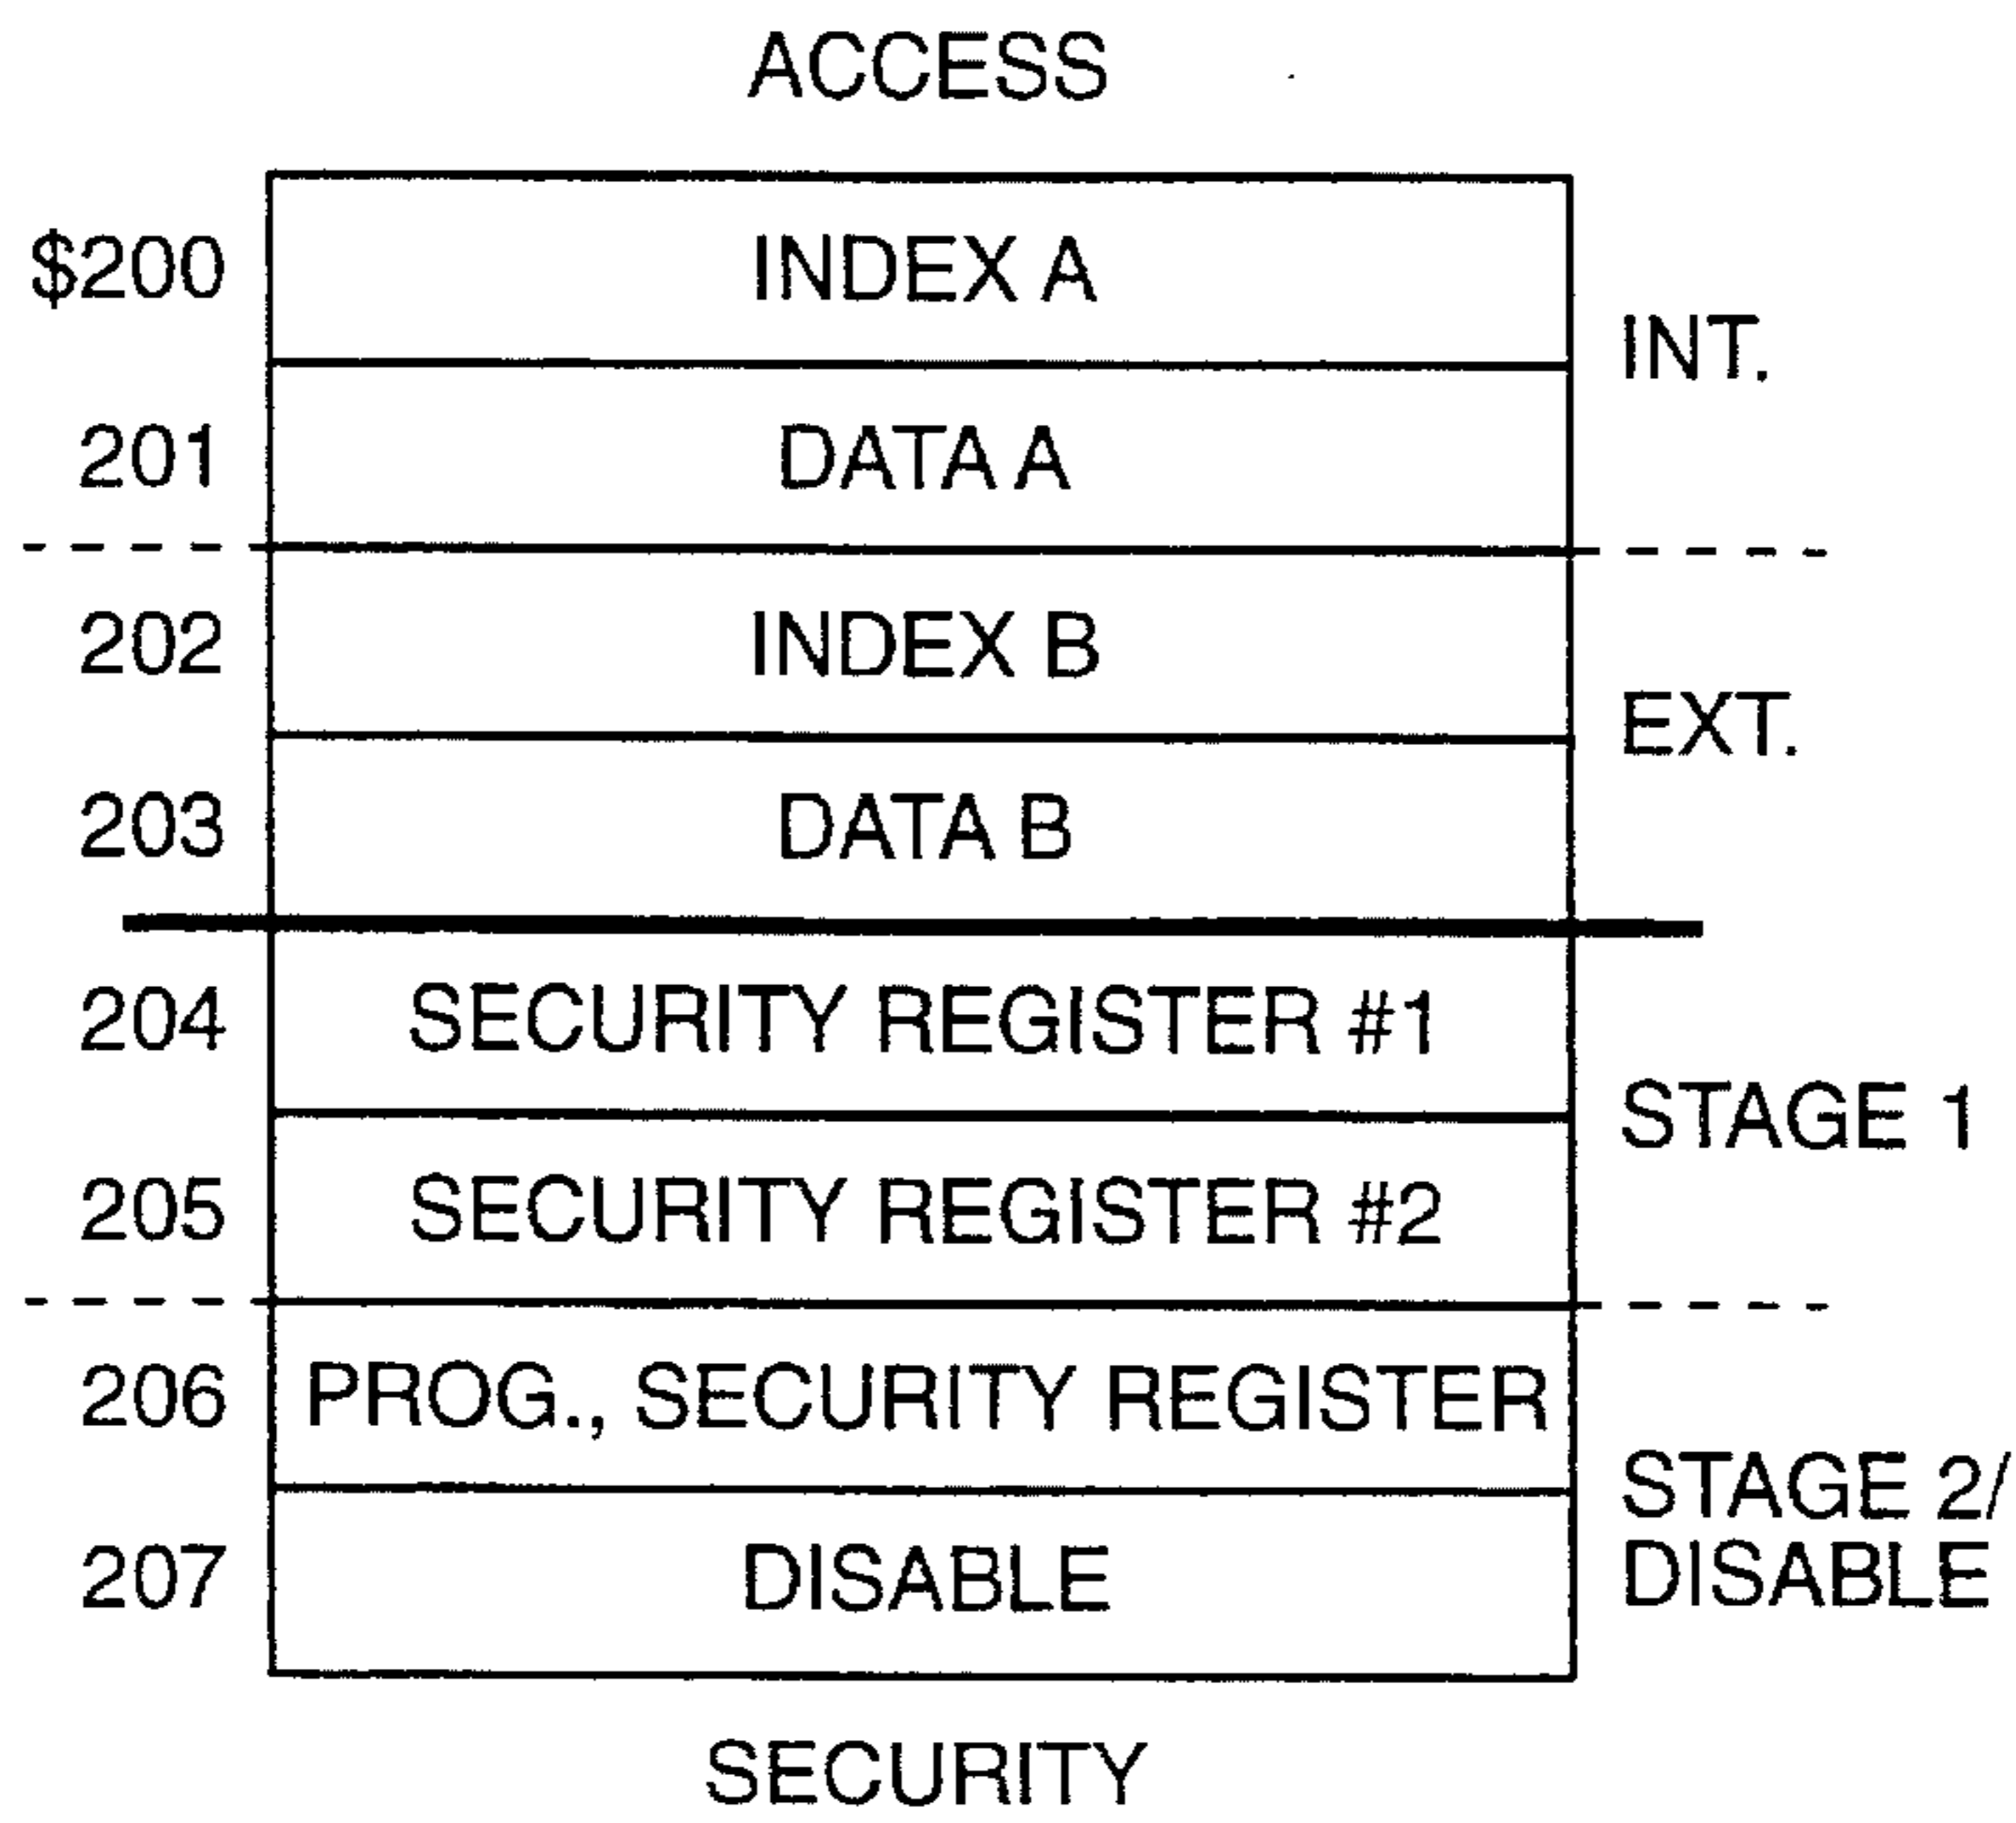 ACCESS
$200 INDEX A
INT.
201 DATA A
202 INDEX B
EXT.
203 DATA B
204 SECURITY REGISTER #1
STAGE 1
205 SECURITY REGISTER #2
206 PROG., SECURITY REGISTER
STAGE 2/
DISABLE
207 DISABLE
SECURITY